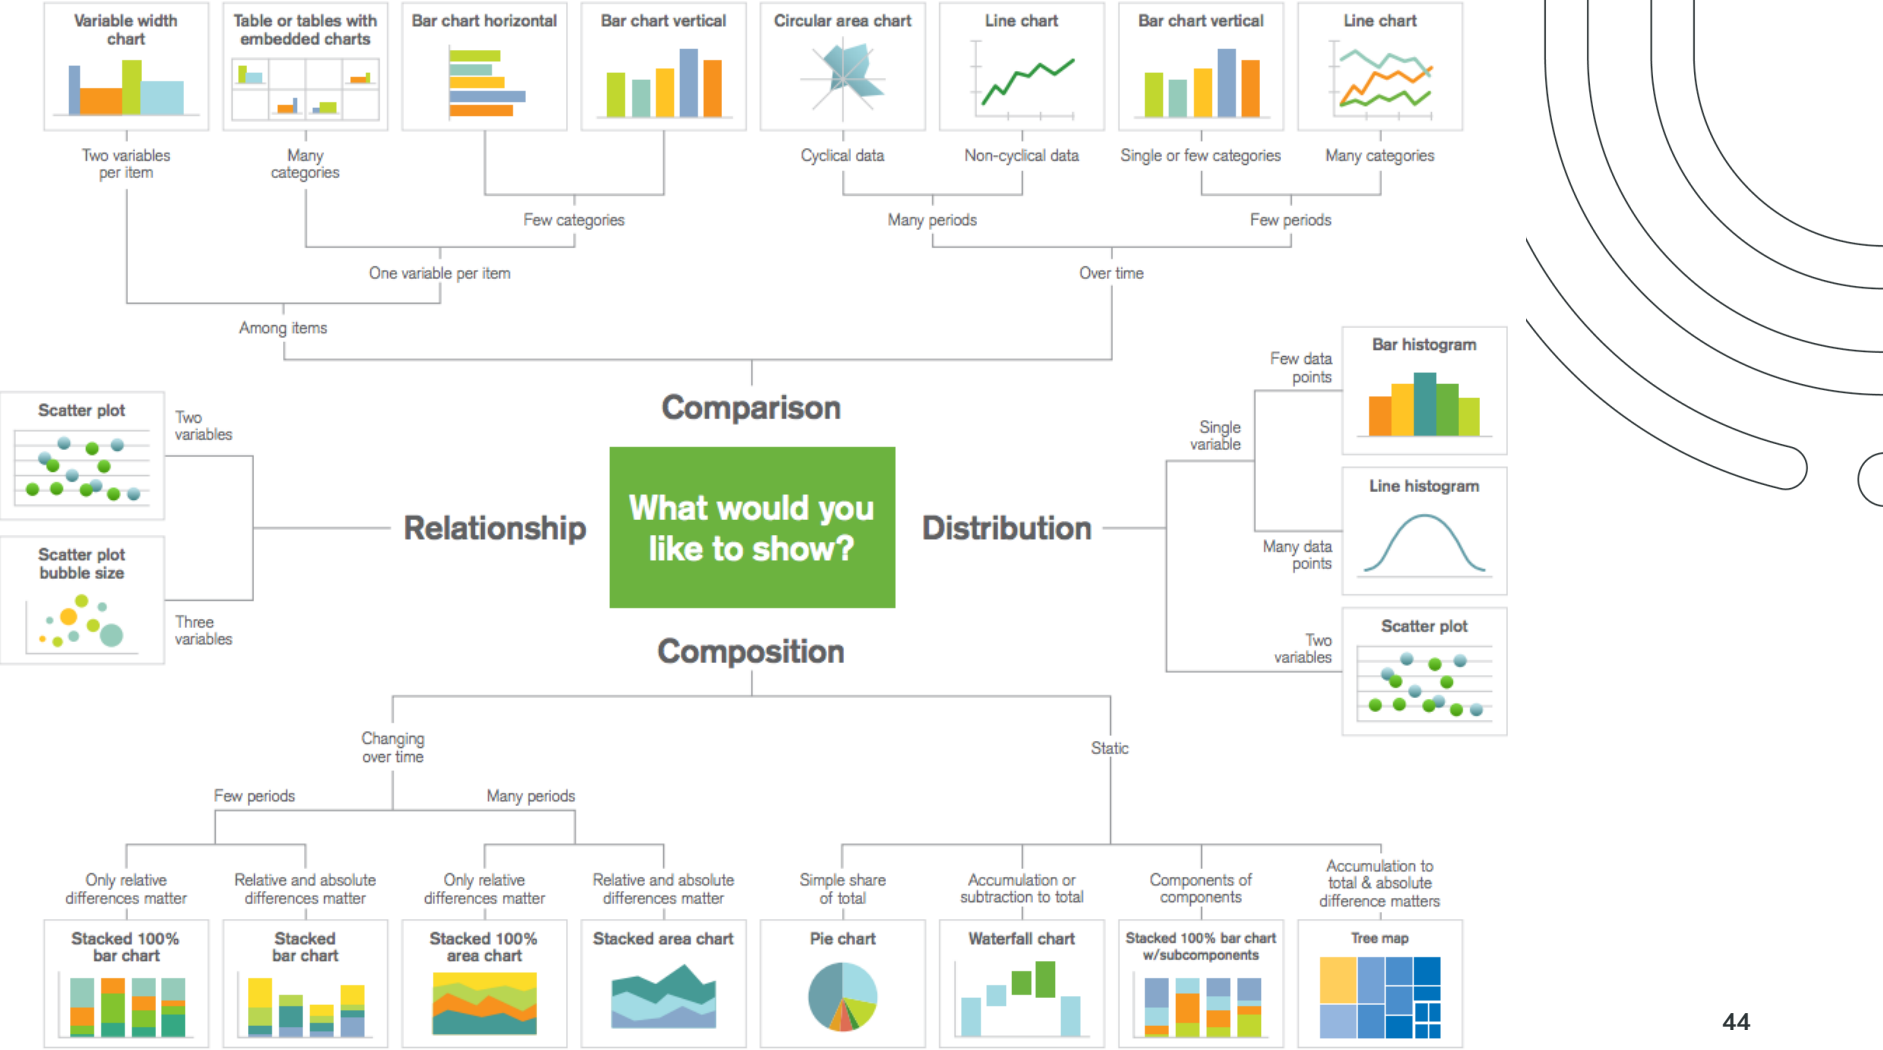 Variable width
chart
Table or tables with
embedded charts
Bar chart horizontal
Bar chart vertical
Circular area chart
Line chart
Bar chart vertical
Line chart
Two variables
per item
Many
categories
Cyclical data
Non-cyclical data
Single or few categories
Many categories
Few categories
Many periods
Few periods
One variable per item
Over time
Among items
Comparison
Scatter plot
Two
variables
Scatter plot
bubble size
Three
variables
Relationship
What would you
like to show?
Distribution
Single
variable
Few data
points
Bar histogram
Line histogram
Many data
points
Two
variables
Scatter plot
Composition
Changing
over time
Static
Few periods
Many periods
Only relative
differences matter
Relative and absolute
differences matter
Only relative
differences matter
Relative and absolute
differences matter
Simple share
of total
Accumulation or
subtraction to total
Components of
components
Accumulation to
total & absolute
difference matters
Stacked 100%
bar chart
Stacked
bar chart
Stacked 100%
area chart
Stacked area chart
Pie chart
Waterfall chart
Stacked 100% bar chart
w/subcomponents
Tree map
44